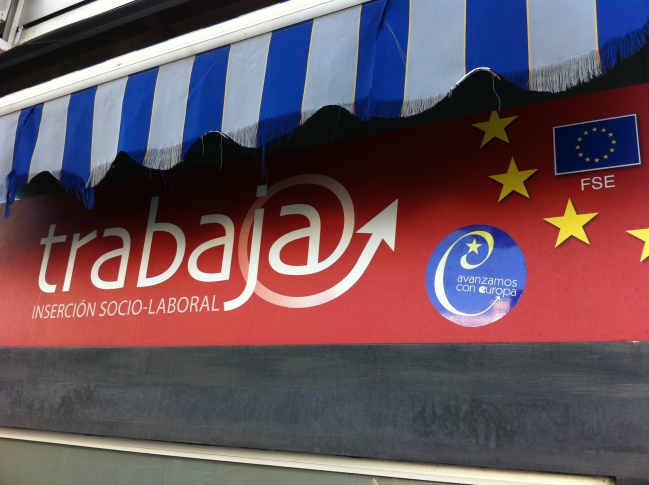 trabaja
INSERCIÓN SOCIO-LABORAL
avanzamos
con europa
FSE